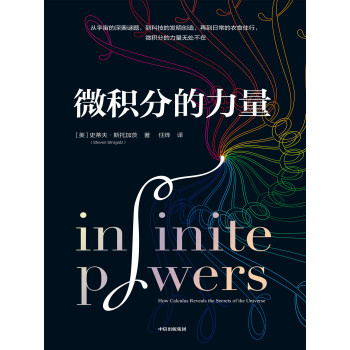 从宇宙的深奥谜题，到科技的发明创造，再到日常的衣食住行，
微积分的力量无处不在。
微积分的力量
［美］史蒂夫·斯托加茨 著 任烨 译
(Steven Strogatz)
infinite
powers
How Calculus Reveals the Secrets of the Universe
中信出版集团